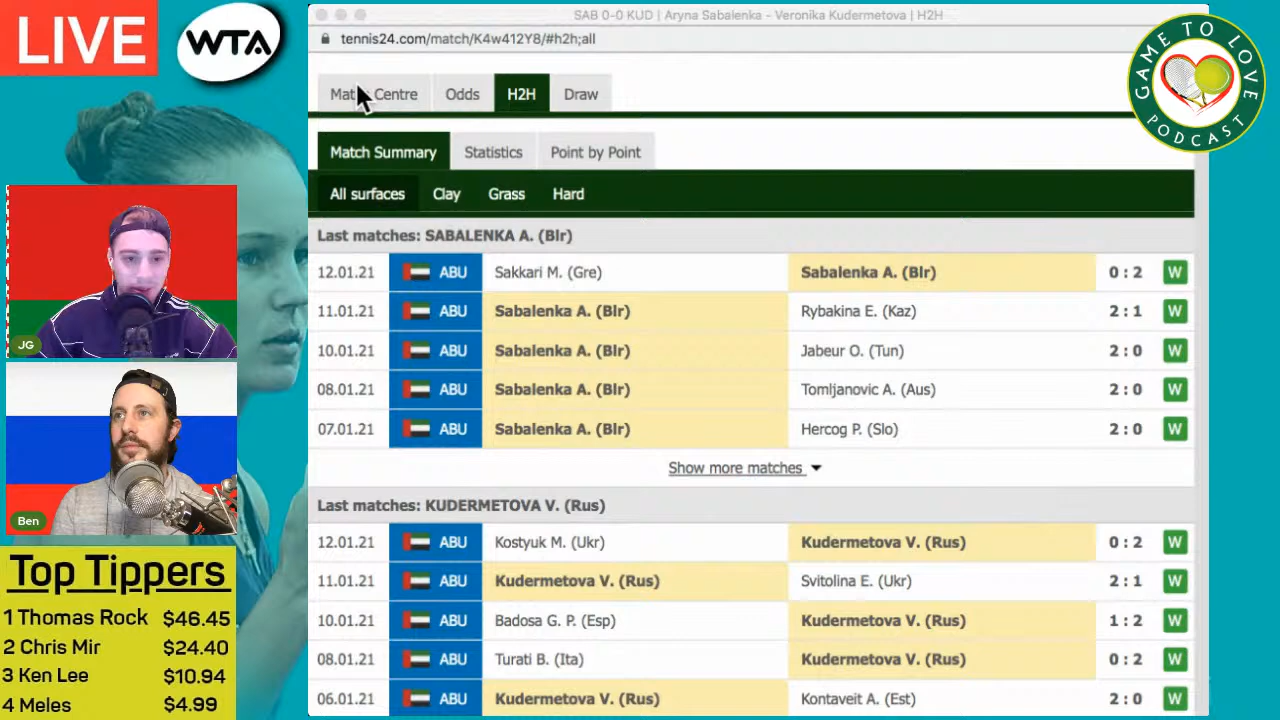 LIVE
WTA
SAB 0-0 KUD | Aryna Sabalenka - Veronika Kudermetova | H2H
tennis24.com/match/K4w412Y8/#h2h;all
GAME TO LOVE
PODCAST
Centre Odds H2H Draw
Match Summary Statistics Point by Point
All surfaces Clay Grass Hard
Last matches: SABALENKA A. (Blr)
12.01.21 ABU Sakkari M. (Gre) Sabalenka A. (Blr) 0 : 2 W
11.01.21 ABU Sabalenka A. (Blr) Rybakina E. (Kaz) 2 : 1 W
10.01.21 ABU Sabalenka A. (Blr) Jabeur O. (Tun) 2 : 0 W
08.01.21 ABU Sabalenka A. (Blr) Tomljanovic A. (Aus) 2 : 0 W
07.01.21 ABU Sabalenka A. (Blr) Hercog P. (Slo) 2 : 0 W
Show more matches
Last matches: KUDERMETOVA V. (Rus)
12.01.21 ABU Kostyuk M. (Ukr) Kudermetova V. (Rus) 0 : 2 W
11.01.21 ABU Kudermetova V. (Rus) Svitolina E. (Ukr) 2 : 1 W
10.01.21 ABU Badosa G. P. (Esp) Kudermetova V. (Rus) 1 : 2 W
08.01.21 ABU Turati B. (Ita) Kudermetova V. (Rus) 0 : 2 W
06.01.21 ABU Kudermetova V. (Rus) Kontaveit A. (Est) 2 : 0 W
JG
Ben
Top Tippers
1 Thomas Rock $46.45
2 Chris Mir $24.40
3 Ken Lee $10.94
4 Meles $4.99